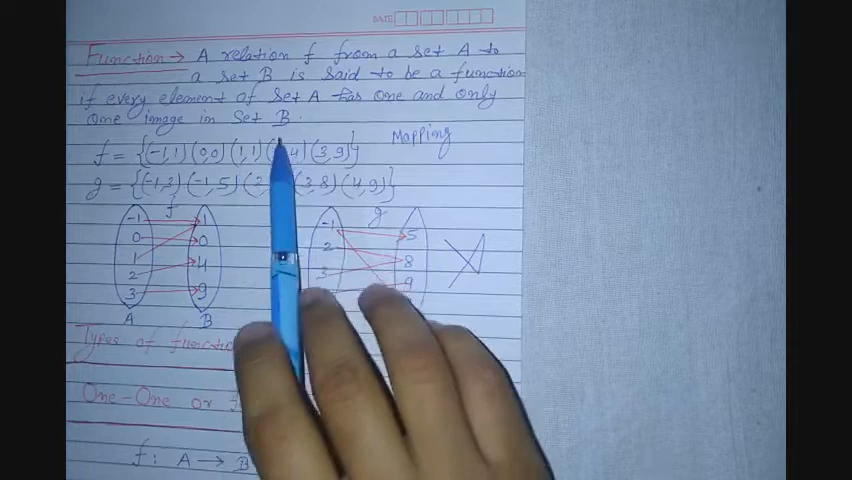 DATE
Function → A relation f from a set A to
a set B is said to be a function
if every element of set A has one and only
one image in set B.
f = {(-1,1) (0,0) (1,1) ( 4) (3,9)}
Mapping
g = {(-1,3) (-1,5) (2, (3,8) (4,9)}
f
g
-1 1
0 0
1
2 4
3 9
A B
-1 5
2 8
3 9
Types of
One-One or
f: A → B